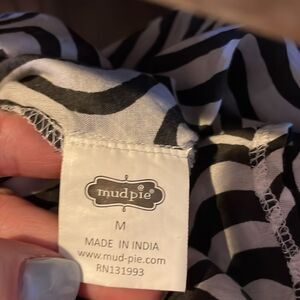 mudpie®
M
MADE IN INDIA
www.mud-pie.com
RN131993